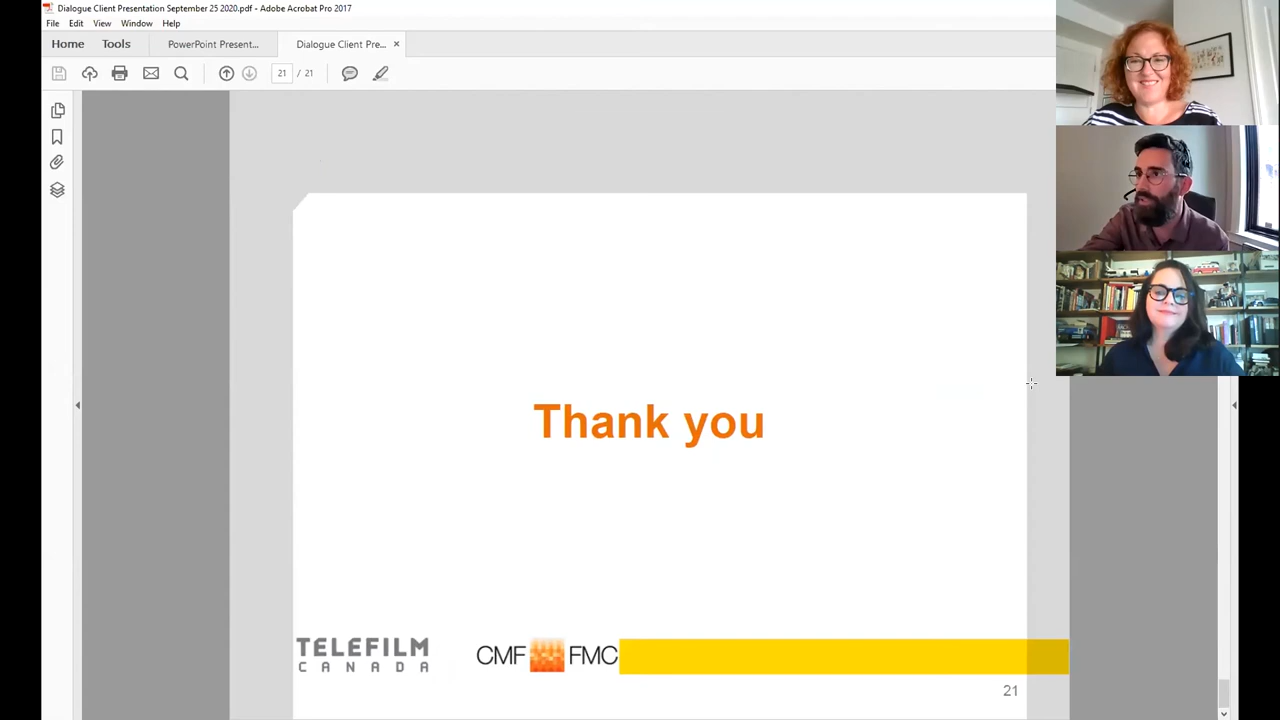 Dialogue Client Presentation September 25 2020.pdf - Adobe Acrobat Pro 2017
File Edit View Window Help
Home Tools PowerPoint Present... Dialogue Client Pre... ×
21 / 21
Thank you
TELEFILM
CANADA
CMF FMC
21